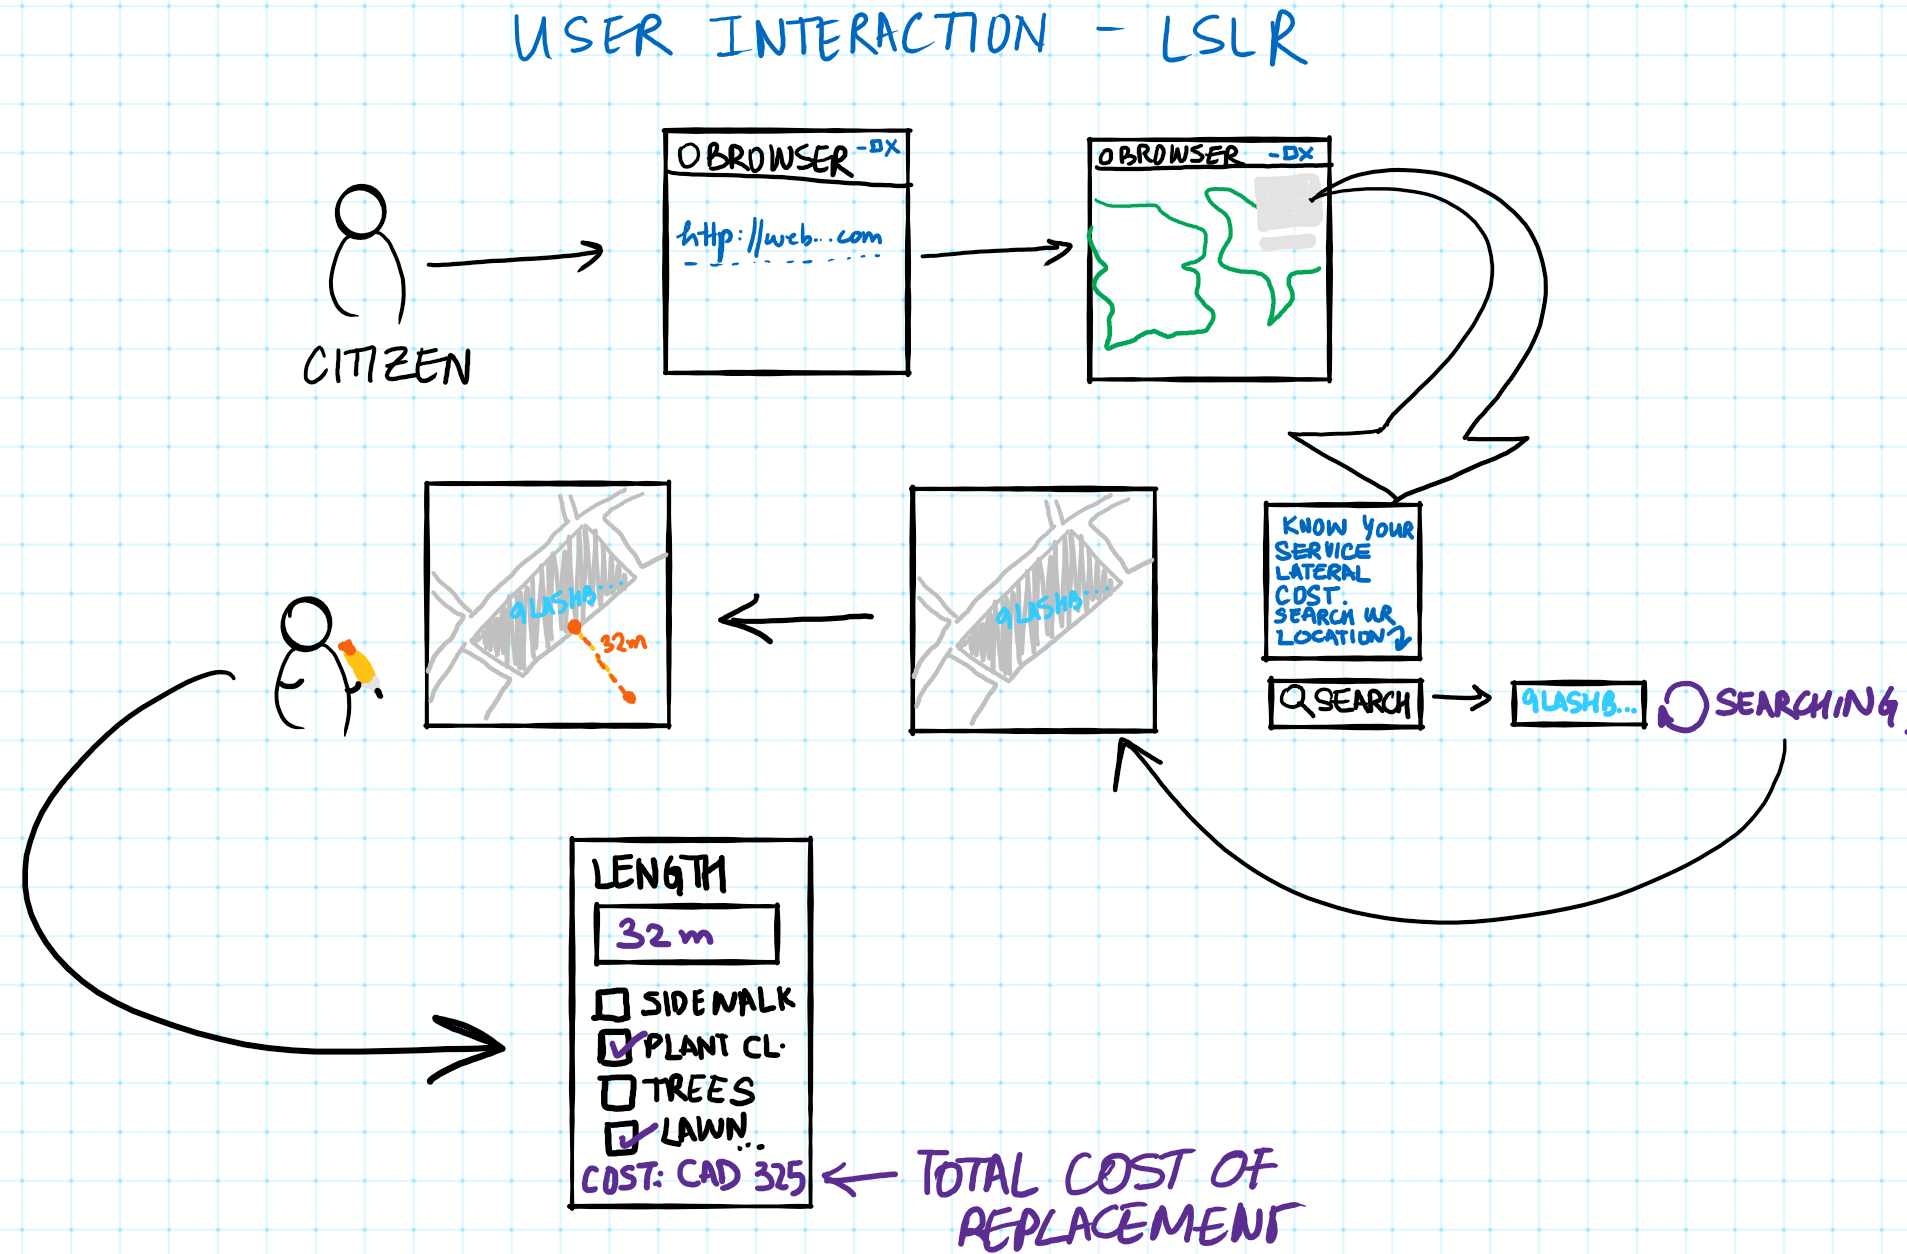 USER INTERACTION - LSLR
BROWSER
http://web...com
BROWSER
CITIZEN
KNOW YOUR
SERVICE
LATERAL
COST.
SEARCH UR
LOCATION
SEARCH
9LASHB...
SEARCHING
9LASHB...
9LASHB...
32m
LENGTH
32m
SIDEWALK
PLANT CL.
TREES
LAWN...
COST: CAD 325
TOTAL COST OF
REPLACEMENT